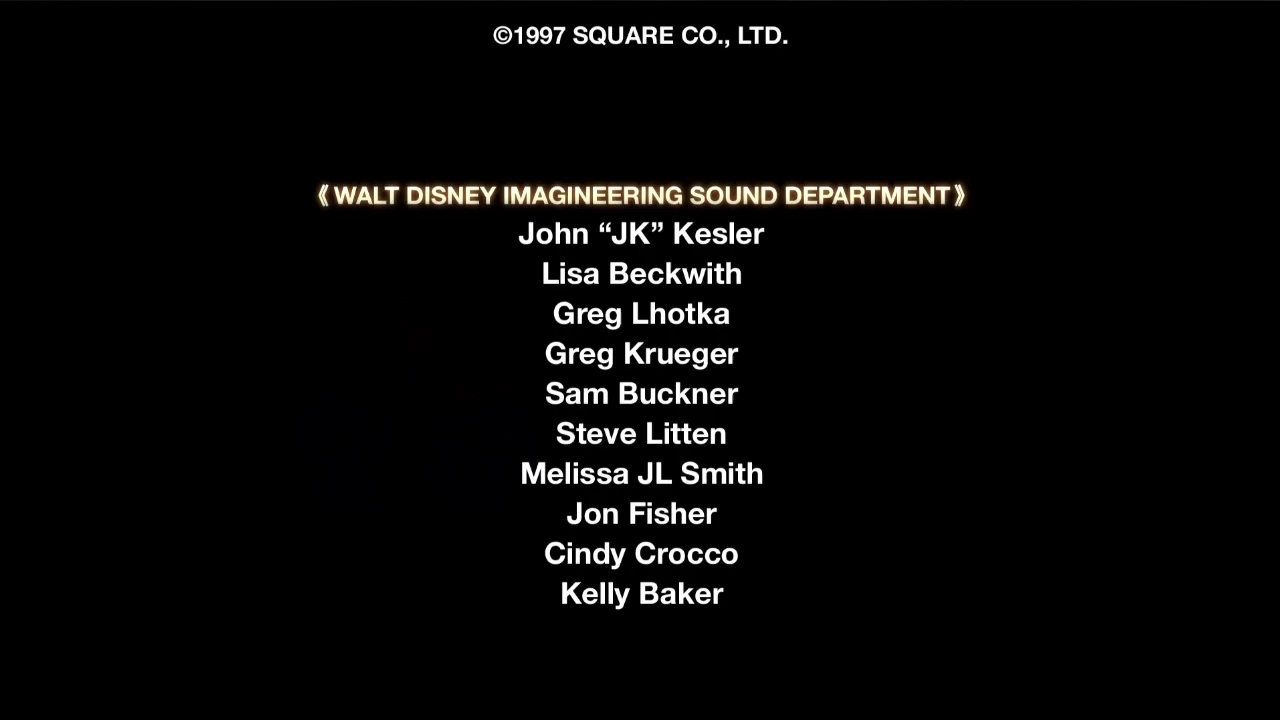 ©1997 SQUARE CO., LTD.
《WALT DISNEY IMAGINEERING SOUND DEPARTMENT》
John “JK” Kesler
Lisa Beckwith
Greg Lhotka
Greg Krueger
Sam Buckner
Steve Litten
Melissa JL Smith
Jon Fisher
Cindy Crocco
Kelly Baker